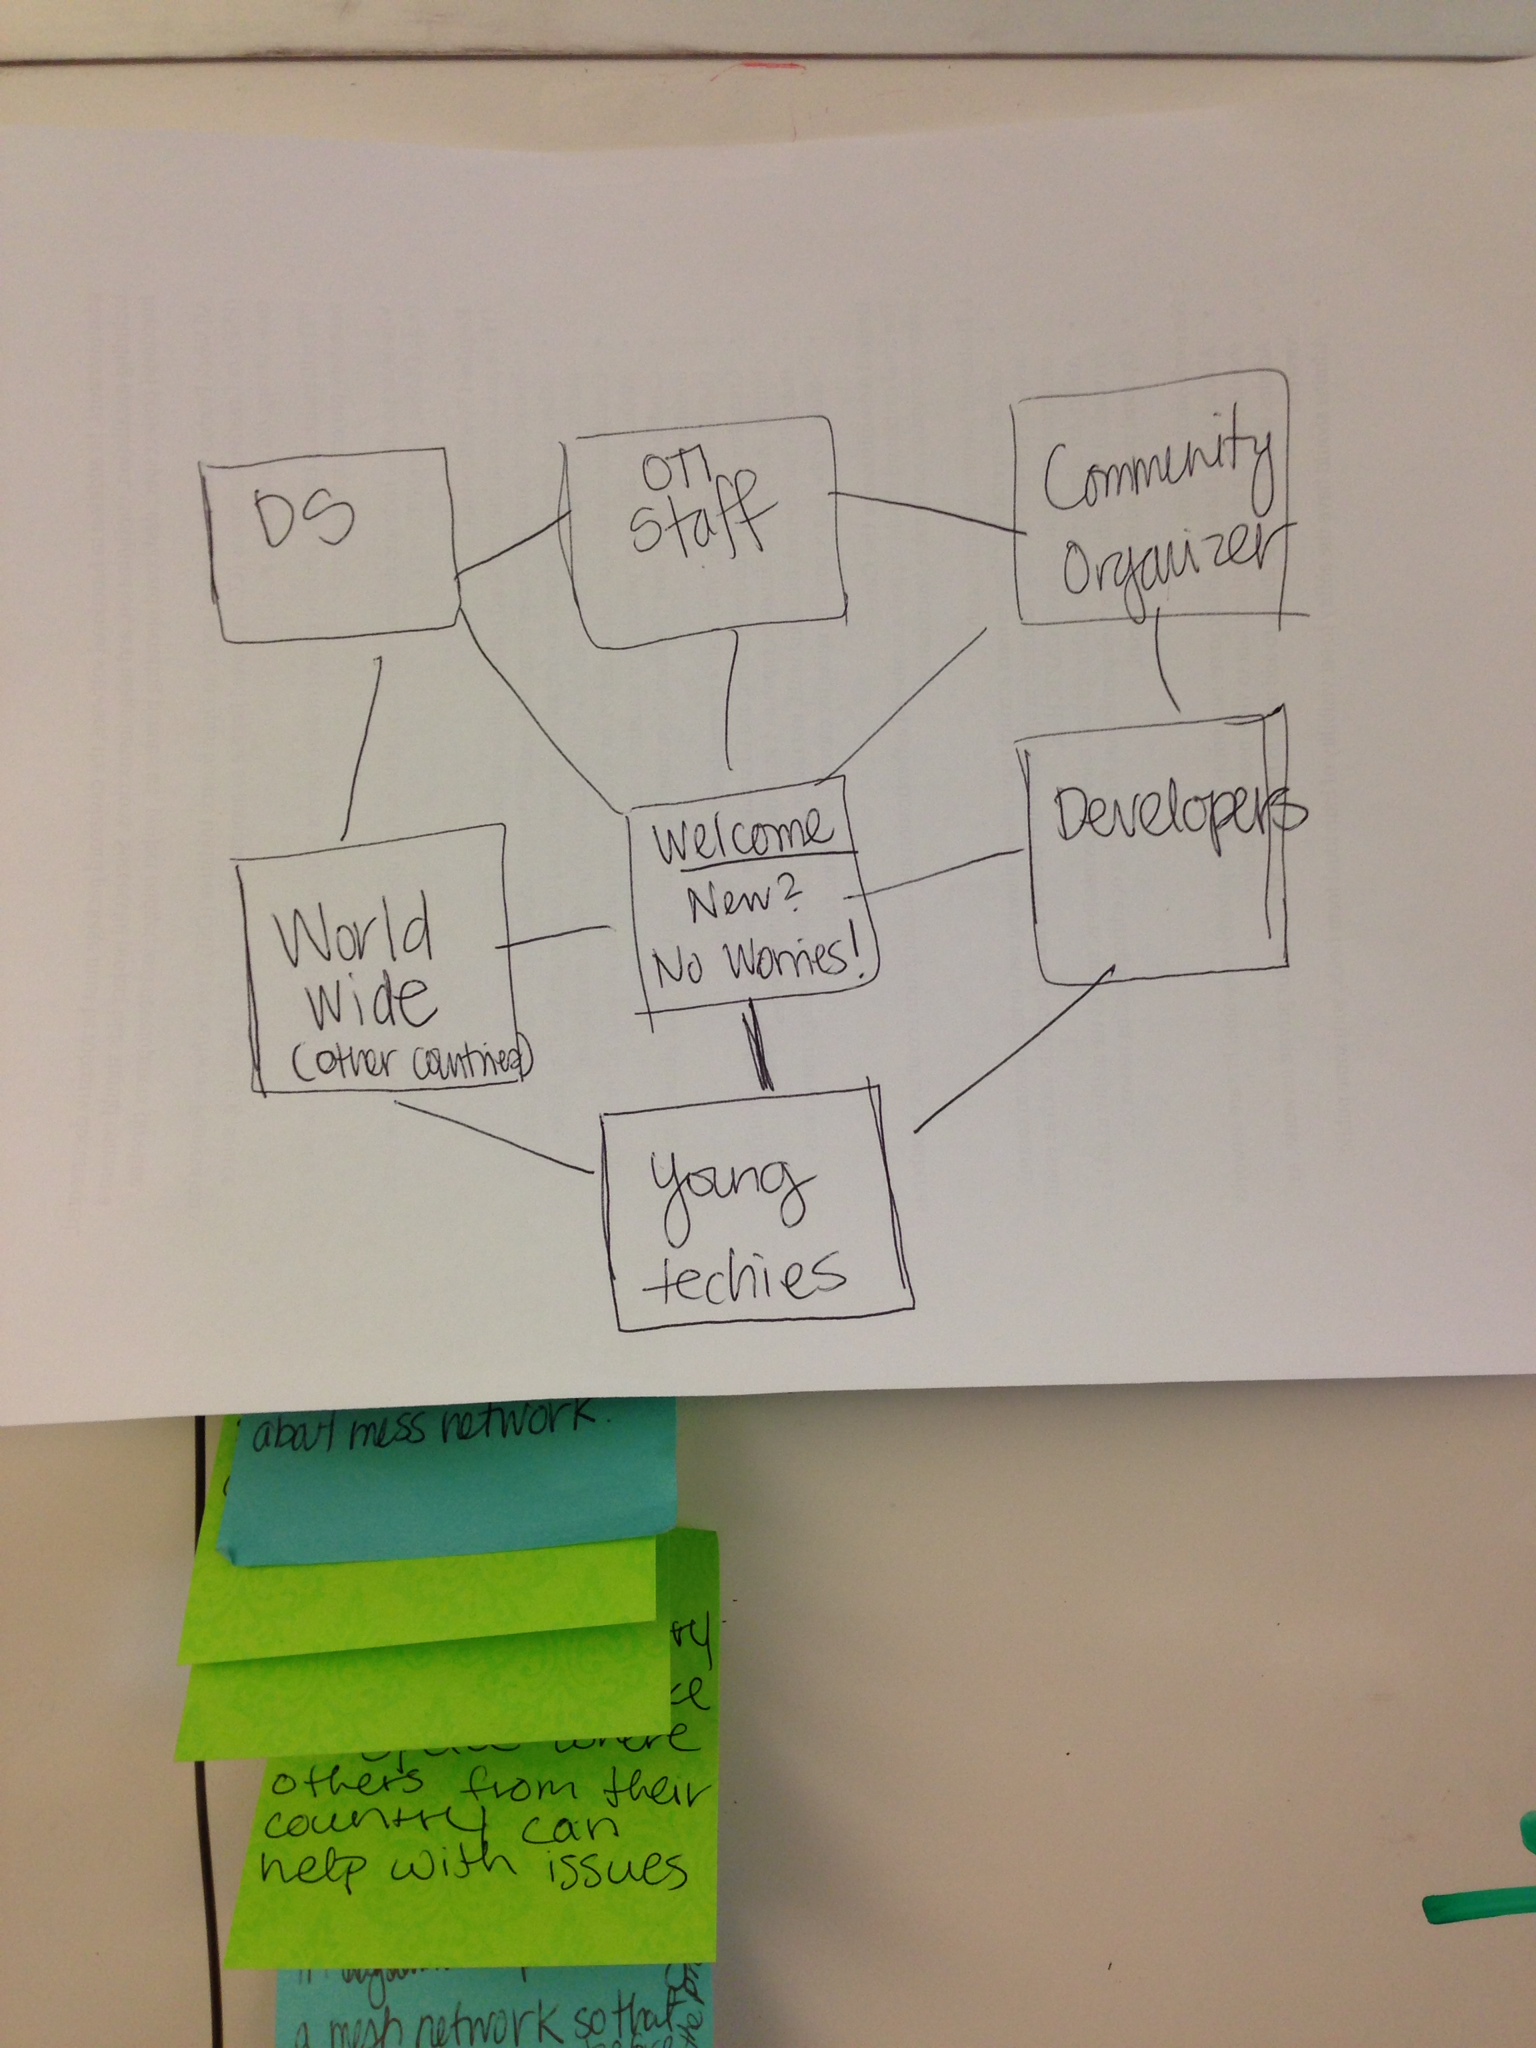 DS
OTI
Staff
Community
Organizer
Welcome
New?
No Worries!
Developers
World
Wide
(other countries)
young
techies
about mess network.
where
others from their
country can
help with issues
a mesh network so that